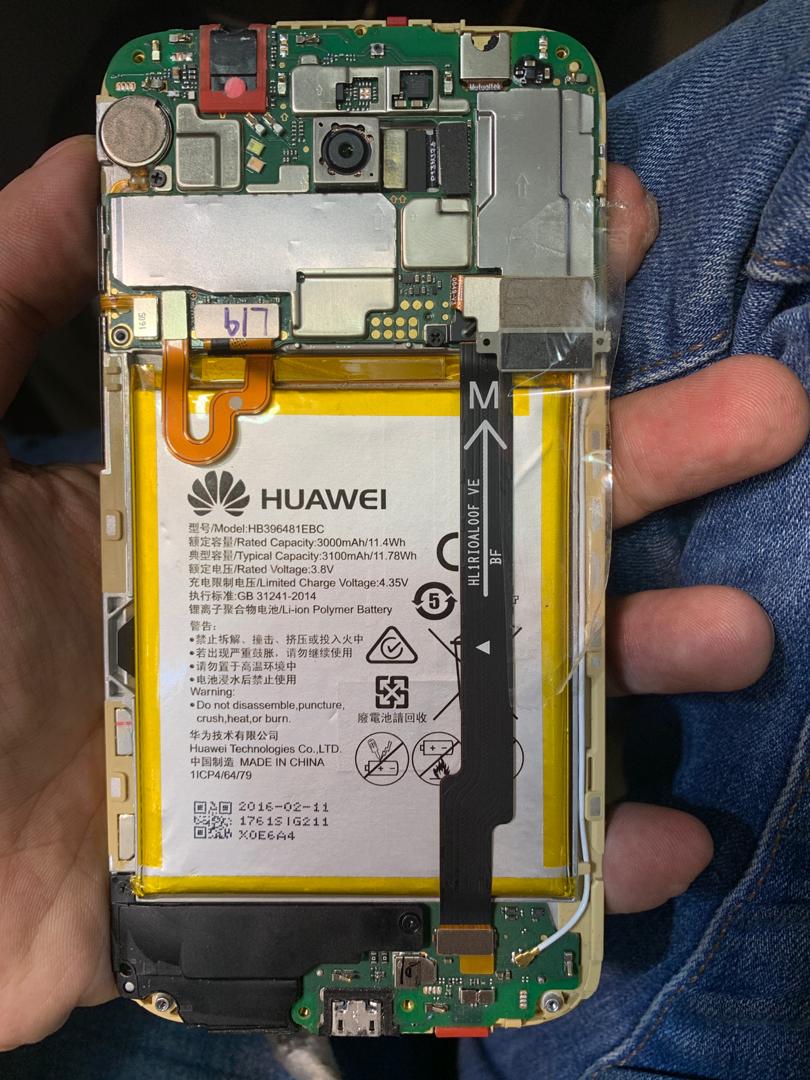 Mutualtek
L19
1605
M
HUAWEI
型号/Model:HB396481EBC
额定容量/Rated Capacity:3000mAh/11.4Wh
典型容量/Typical Capacity:3100mAh/11.78Wh
额定电压/Rated Voltage:3.8V
充电限制电压/Limited Charge Voltage:4.35V
执行标准:GB 31241-2014
锂离子聚合物电池/Li-ion Polymer Battery
5
HL1RIOAL00F VE
BF
警告:
•禁止拆解、撞击、挤压或投入火中
•若出现严重鼓胀，请勿继续使用
•请勿置于高温环境中
•电池浸水后禁止使用
Warning:
•Do not disassemble,puncture,
crush,heat,or burn.
廢電池請回收
华为技术有限公司
Huawei Technologies Co.,LTD.
中国制造 MADE IN CHINA
1ICP4/64/79
2016-02-11
1761SIG211
X0E6A4